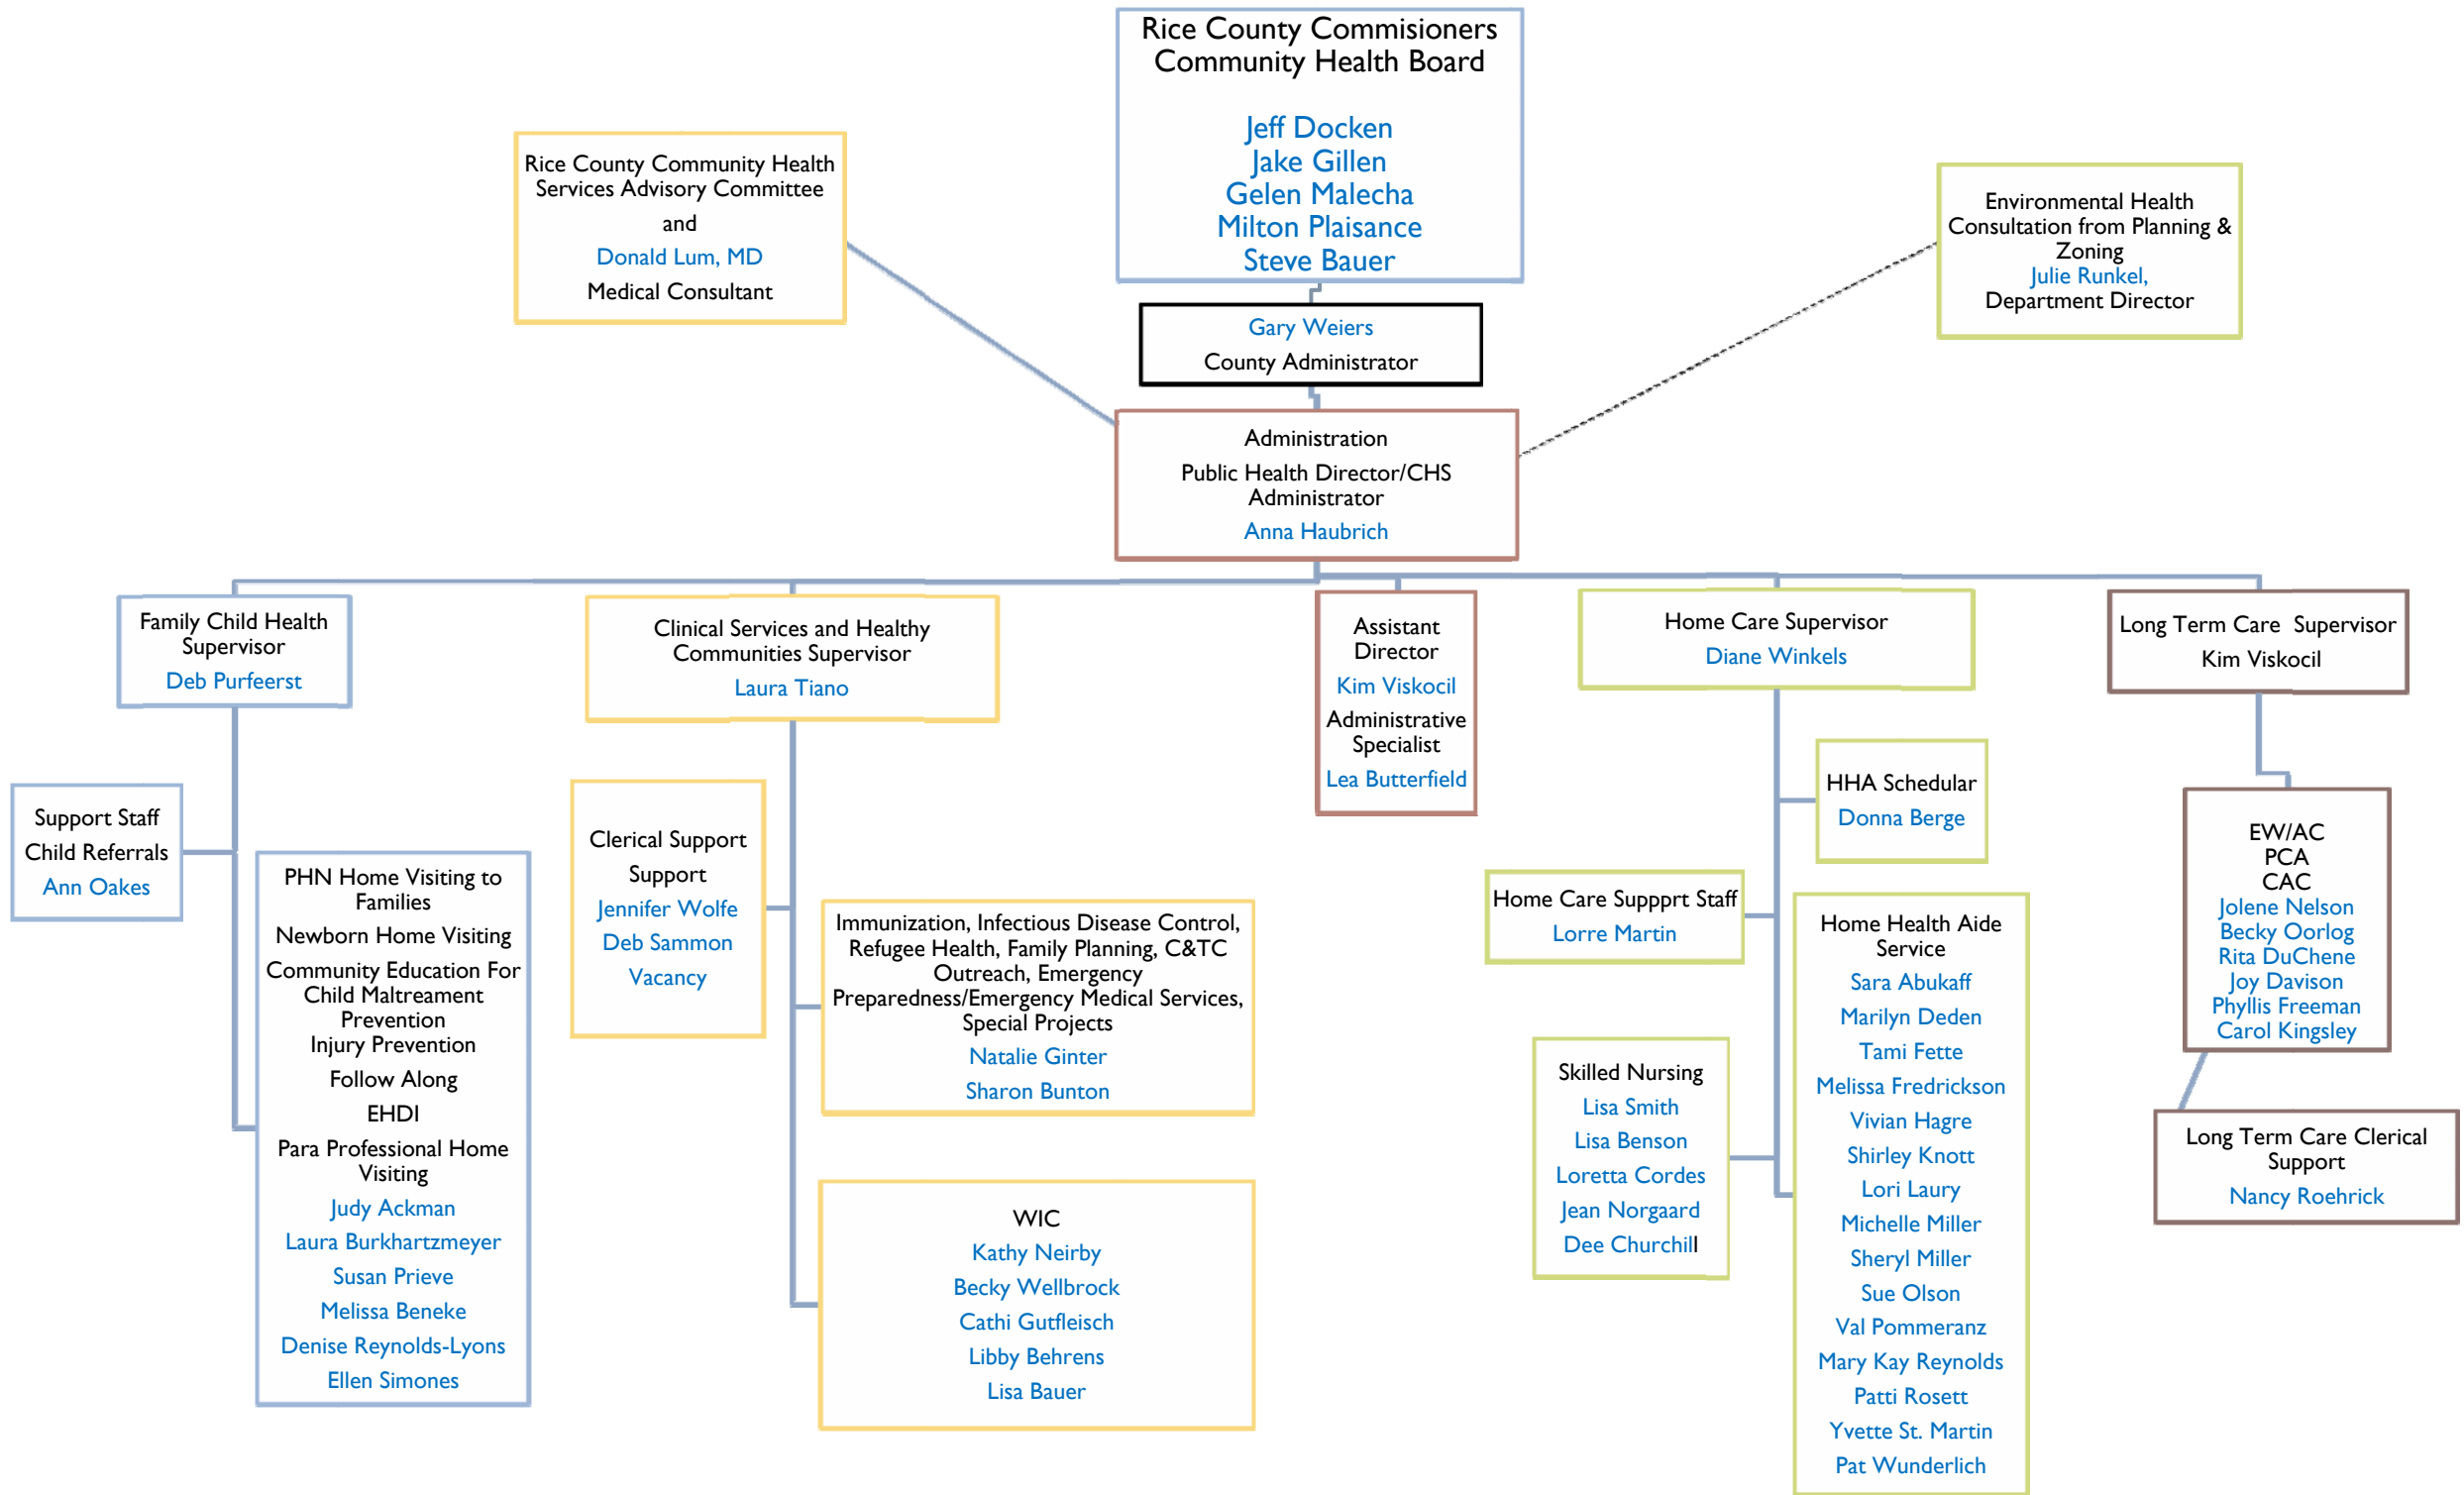 Rice County Commisioners
Community Health Board
Jeff Docken
Jake Gillen
Gelen Malecha
Milton Plaisance
Steve Bauer
Rice County Community Health
Services Advisory Committee
and
Donald Lum, MD
Medical Consultant
Environmental Health
Consultation from Planning &
Zoning
Julie Runkel,
Department Director
Gary Weiers
County Administrator
Administration
Public Health Director/CHS
Administrator
Anna Haubrich
Family Child Health
Supervisor
Deb Purfeerst
Clinical Services and Healthy
Communities Supervisor
Laura Tiano
Assistant
Director
Kim Viskocil
Administrative
Specialist
Lea Butterfield
Home Care Supervisor
Diane Winkels
Long Term Care  Supervisor
Kim Viskocil
Support Staff
Child Referrals
Ann Oakes
PHN Home Visiting to
Families
Newborn Home Visiting
Community Education For
Child Maltreament
Prevention
Injury Prevention
Follow Along
EHDI
Para Professional Home
Visiting
Judy Ackman
Laura Burkhartzmeyer
Susan Prieve
Melissa Beneke
Denise Reynolds-Lyons
Ellen Simones
Clerical Support
Support
Jennifer Wolfe
Deb Sammon
Vacancy
Immunization, Infectious Disease Control,
Refugee Health, Family Planning, C&TC
Outreach, Emergency
Preparedness/Emergency Medical Services,
Special Projects
Natalie Ginter
Sharon Bunton
WIC
Kathy Neirby
Becky Wellbrock
Cathi Gutfleisch
Libby Behrens
Lisa Bauer
HHA Schedular
Donna Berge
Home Care Suppprt Staff
Lorre Martin
Skilled Nursing
Lisa Smith
Lisa Benson
Loretta Cordes
Jean Norgaard
Dee Churchill
Home Health Aide
Service
Sara Abukaff
Marilyn Deden
Tami Fette
Melissa Fredrickson
Vivian Hagre
Shirley Knott
Lori Laury
Michelle Miller
Sheryl Miller
Sue Olson
Val Pommeranz
Mary Kay Reynolds
Patti Rosett
Yvette St. Martin
Pat Wunderlich
EW/AC
PCA
CAC
Jolene Nelson
Becky Oorlog
Rita DuChene
Joy Davison
Phyllis Freeman
Carol Kingsley
Long Term Care Clerical
Support
Nancy Roehrick